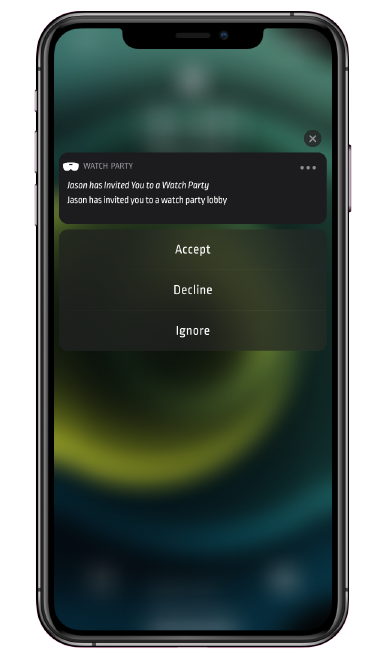 WATCH PARTY
Jason has Invited You to a Watch Party
Jason has invited you to a watch party lobby
Accept
Decline
Ignore